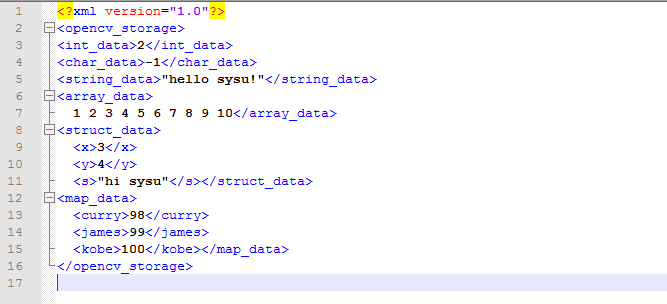 1 <?xml version="1.0"?>
2 <opencv_storage>
3 <int_data>2</int_data>
4 <char_data>-1</char_data>
5 <string_data>"hello sysu!"</string_data>
6 <array_data>
7   1 2 3 4 5 6 7 8 9 10</array_data>
8 <struct_data>
9   <x>3</x>
10   <y>4</y>
11   <s>"hi sysu"</s></struct_data>
12 <map_data>
13   <curry>98</curry>
14   <james>99</james>
15   <kobe>100</kobe></map_data>
16 </opencv_storage>
17